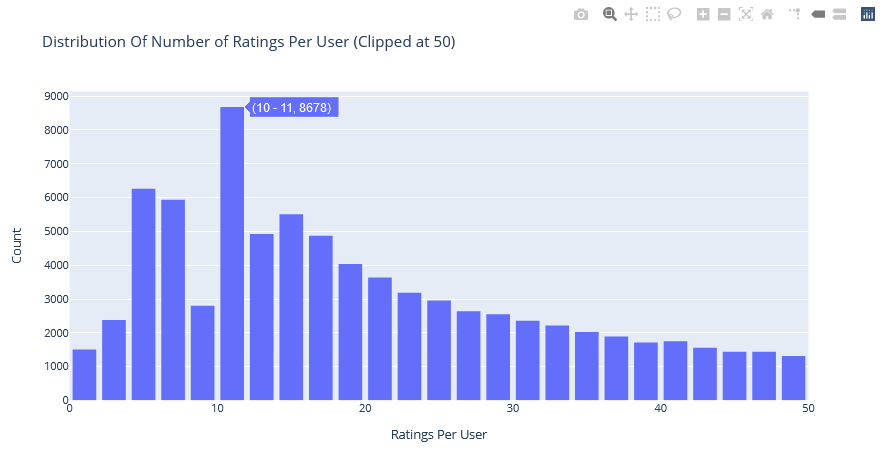 Distribution Of Number of Ratings Per User (Clipped at 50)
9000
(10 - 11, 8678)
8000
7000
6000
5000
4000
3000
2000
1000
0
Count
0 10 20 30 40 50
Ratings Per User